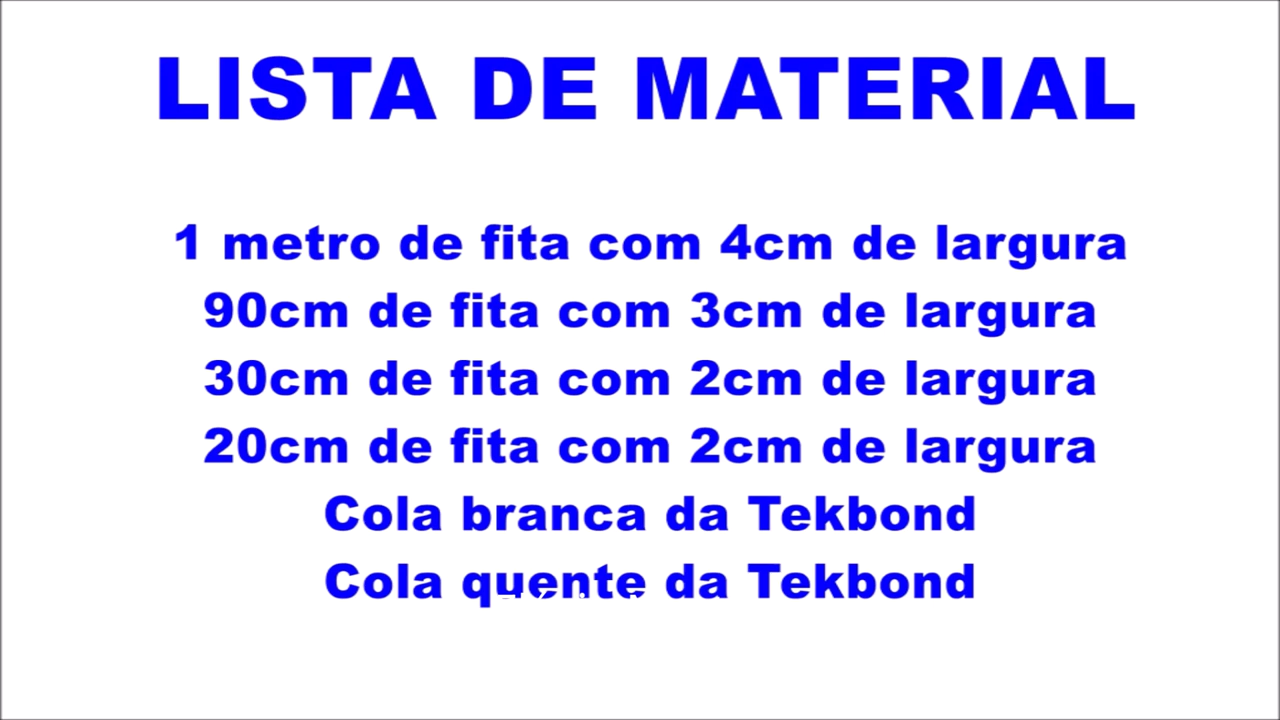 LISTA DE MATERIAL
1 metro de fita com 4cm de largura
90cm de fita com 3cm de largura
30cm de fita com 2cm de largura
20cm de fita com 2cm de largura
Cola branca da Tekbond
Cola quente da Tekbond